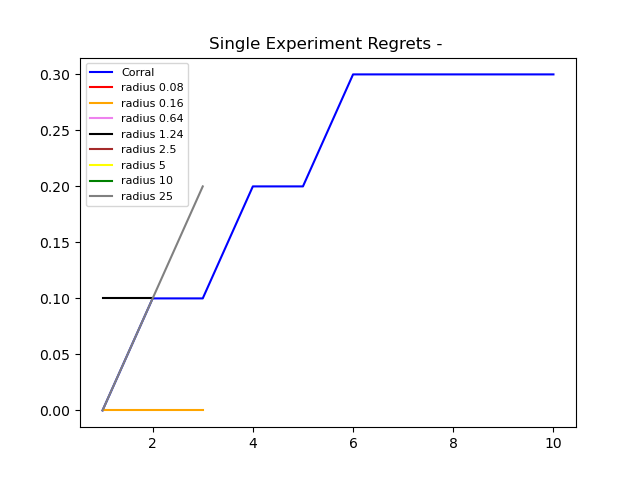 Single Experiment Regrets -
0.30
0.25
0.20
0.15
0.10
0.05
0.00
Corral
radius 0.08
radius 0.16
radius 0.64
radius 1.24
radius 2.5
radius 5
radius 10
radius 25
2 4 6 8 10